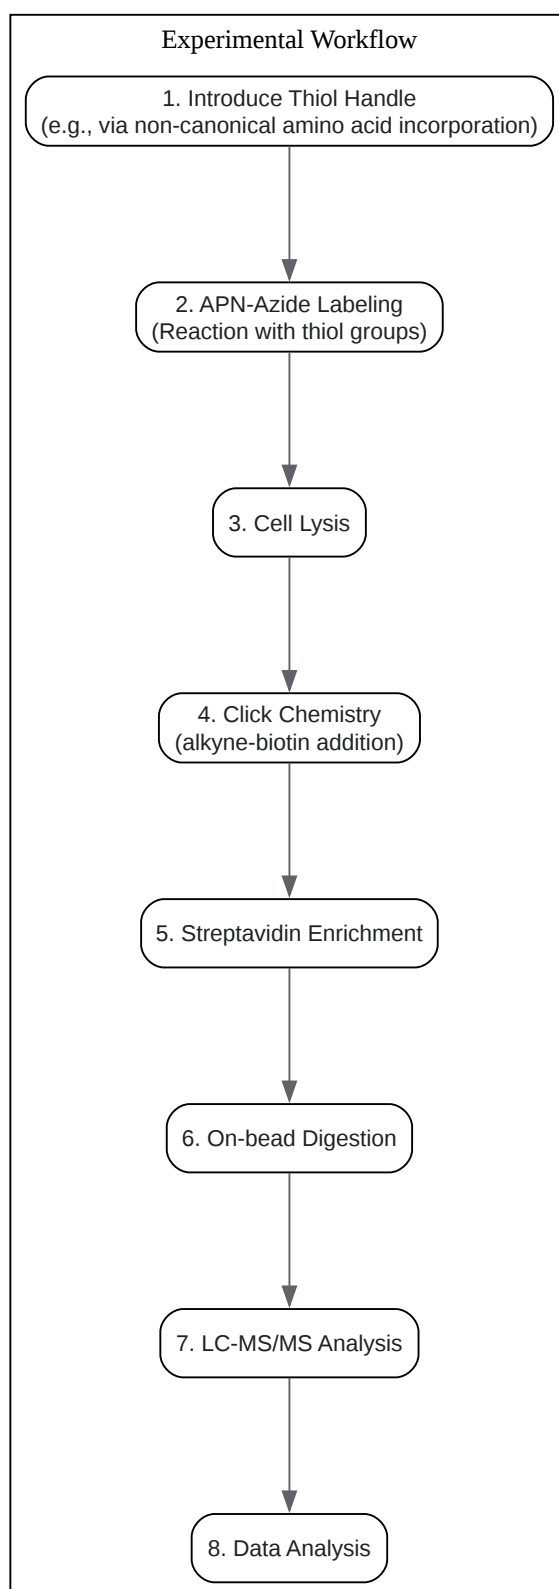 Experimental Workflow
1. Introduce Thiol Handle
(e.g., via non-canonical amino acid incorporation)
2. APN-Azide Labeling
(Reaction with thiol groups)
3. Cell Lysis
4. Click Chemistry
(alkyne-biotin addition)
5. Streptavidin Enrichment
6. On-bead Digestion
7. LC-MS/MS Analysis
8. Data Analysis